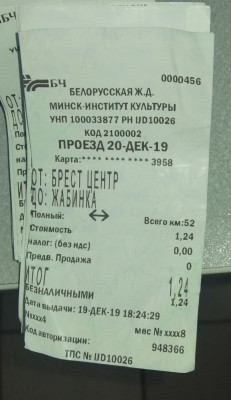 БЧ
0000456
БЕЛОРУССКАЯ Ж.Д.
МИНСК-ИНСТИТУТ КУЛЬТУРЫ
УНП 100033877 РН IJD10026
КОД 2100002
ПРОЕЗД 20-ДЕК-19
Карта:**** **** **** 3958
ОТ: БРЕСТ ЦЕНТР
ДО: ЖАБИНКА
Полный: ↔ Всего км:52
Стоимость 1,24
налог: (без ндс) 0,00
Предв. Продажа 0
ИТОГ 1,24
БЕЗНАЛИЧНЫМИ 1,24
Дата выдачи: 19-ДЕК-19 18:24:29
№xxx4 мес № xxxx8
Код авторизации: 948366
ТПС № IJD10026